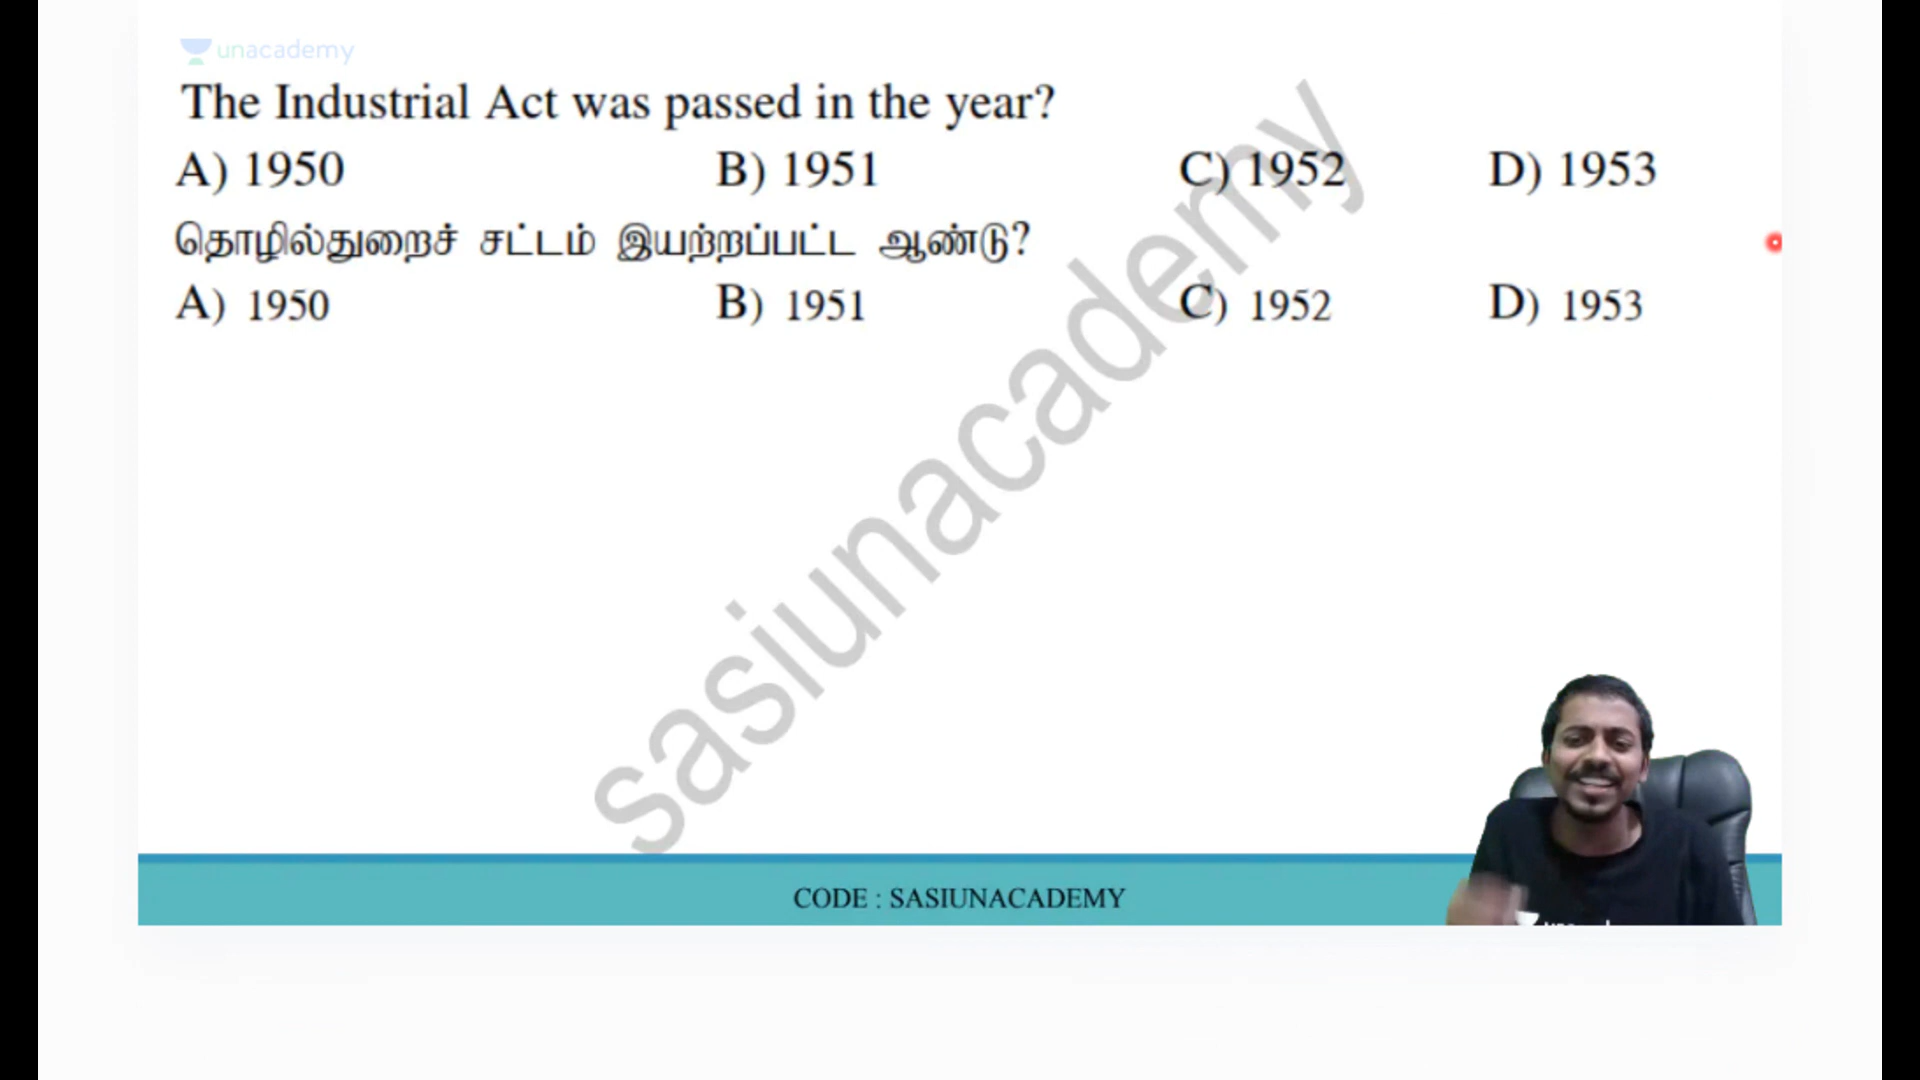 unacademy
The Industrial Act was passed in the year?
A) 1950 B) 1951 C) 1952 D) 1953
தொழில்துறைச் சட்டம் இயற்றப்பட்ட ஆண்டு?
A) 1950 B) 1951 C) 1952 D) 1953
sasiunacademy
CODE : SASIUNACADEMY